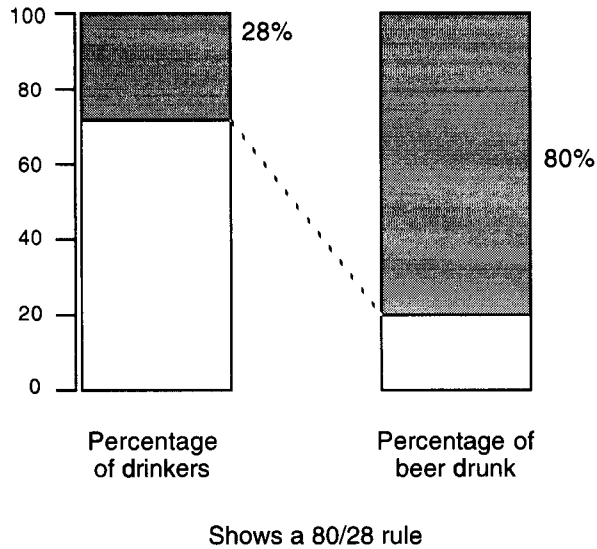 100
80
60
40
20
0
28%
80%
Percentage
of drinkers
Percentage of
beer drunk
Shows a 80/28 rule